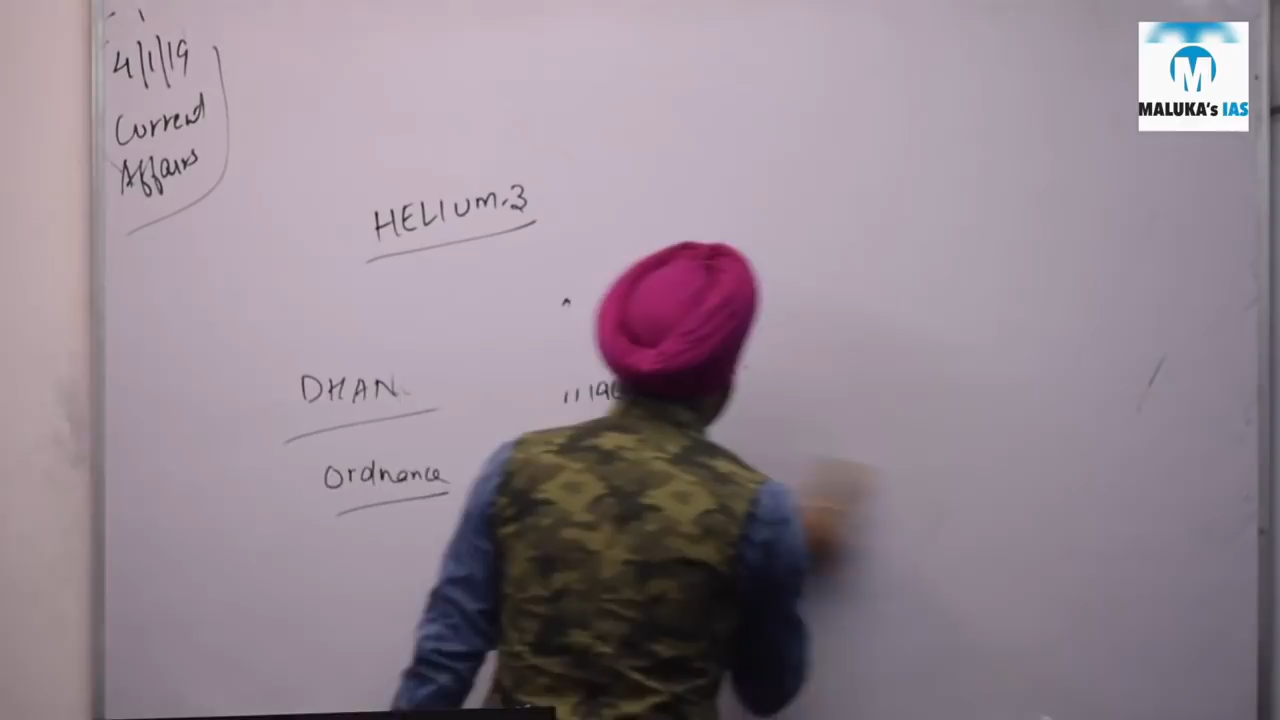 4/1/19
Current
Affairs
HELIUM-3
DHAN
Ordnance
M
MALUKA's IAS